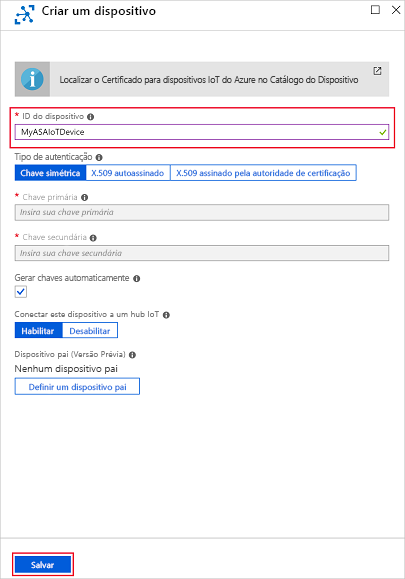 Criar um dispositivo
Localizar o Certificado para dispositivos IoT do Azure no Catálogo do Dispositivo
* ID do dispositivo
MyASAIoTDevice
Tipo de autenticação
Chave simétrica X.509 autoassinado X.509 assinado pela autoridade de certificação
* Chave primária
Insira sua chave primária
* Chave secundária
Insira sua chave secundária
Gerar chaves automaticamente
Conectar este dispositivo a um hub IoT
Habilitar Desabilitar
Dispositivo pai (Versão Prévia)
Nenhum dispositivo pai
Definir um dispositivo pai
Salvar